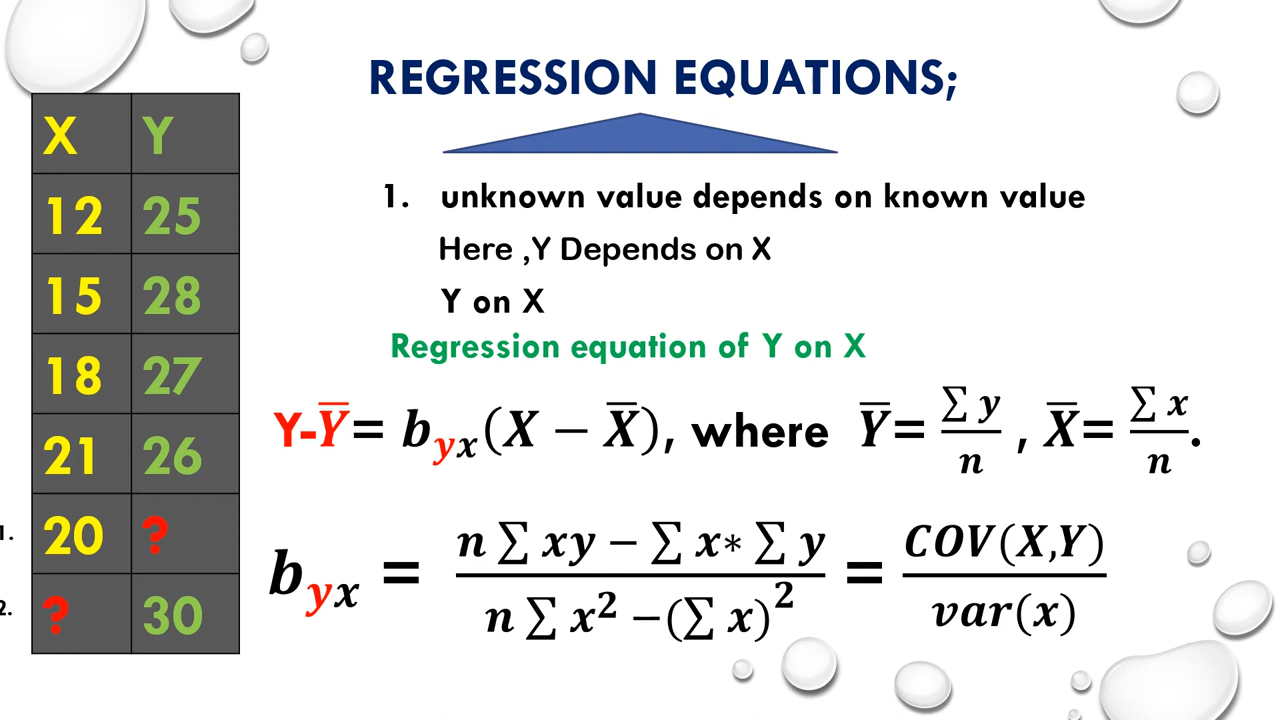 REGRESSION EQUATIONS;
X Y
12 25
15 28
18 27
21 26
1. 20 ?
2. ? 30
1. unknown value depends on known value
Here ,Y Depends on X
Y on X
Regression equation of Y on X
Y-Y̅= b_yx(X − X̅), where Y̅= ∑ y / n , X̅= ∑ x / n.
b_yx = (n ∑ xy − ∑ x* ∑ y) / (n ∑ x² −(∑ x)²) = COV(X,Y) / var(x)